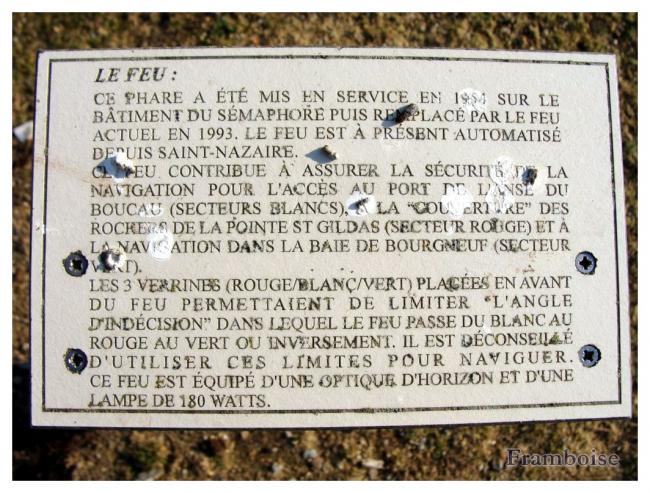 LE FEU :
CE PHARE A ÉTÉ MIS EN SERVICE EN 1954 SUR LE
BÂTIMENT DU SÉMAPHORE PUIS REMPLACÉ PAR LE FEU
ACTUEL EN 1993. LE FEU EST À PRÉSENT AUTOMATISÉ
DEPUIS SAINT-NAZAIRE.
CE FEU CONTRIBUE À ASSURER LA SÉCURITÉ DE LA
NAVIGATION POUR L'ACCÈS AU PORT DE L'ANSE DU
BOUCAU (SECTEURS BLANCS), À LA "COUVERTURE" DES
ROCHERS DE LA POINTE ST GILDAS (SECTEUR ROUGE) ET À
LA NAVIGATION DANS LA BAIE DE BOURGNEUF (SECTEUR
VERT).
LES 3 VERRINES (ROUGE/BLANC/VERT) PLACÉES EN AVANT
DU FEU PERMETTAIENT DE LIMITER "L'ANGLE
D'INDÉCISION" DANS LEQUEL LE FEU PASSE DU BLANC AU
ROUGE AU VERT OU INVERSEMENT. IL EST DÉCONSEILLÉ
D'UTILISER CES LIMITES POUR NAVIGUER.
CE FEU EST ÉQUIPÉ D'UNE OPTIQUE D'HORIZON ET D'UNE
LAMPE DE 180 WATTS.
Framboise